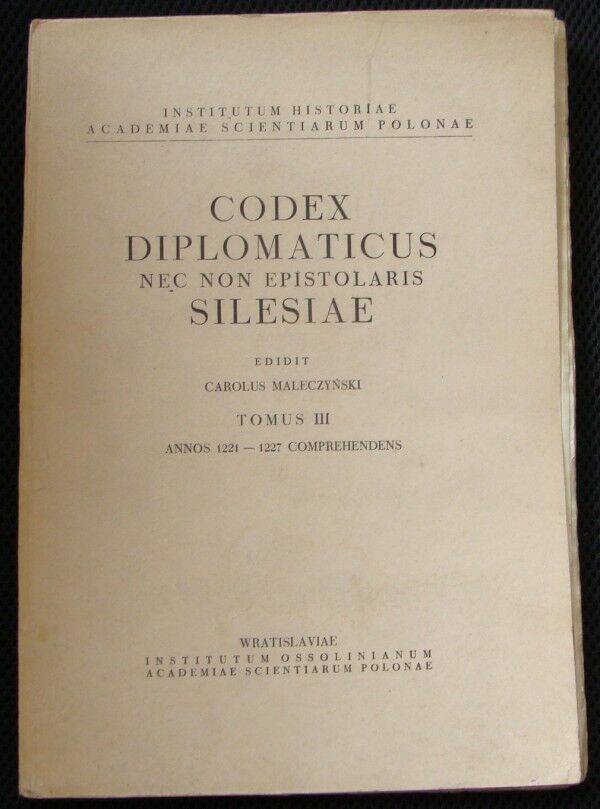 INSTITUTUM HISTORIAE
ACADEMIAE SCIENTIARUM POLONAE
CODEX
DIPLOMATICUS
NEC NON EPISTOLARIS
SILESIAE
EDIDIT
CAROLUS MALECZYŃSKI
TOMUS III
ANNOS 1221 — 1227 COMPREHENDENS
WRATISLAVIAE
INSTITUTUM OSSOLINIANUM
ACADEMIAE SCIENTIARUM POLONAE